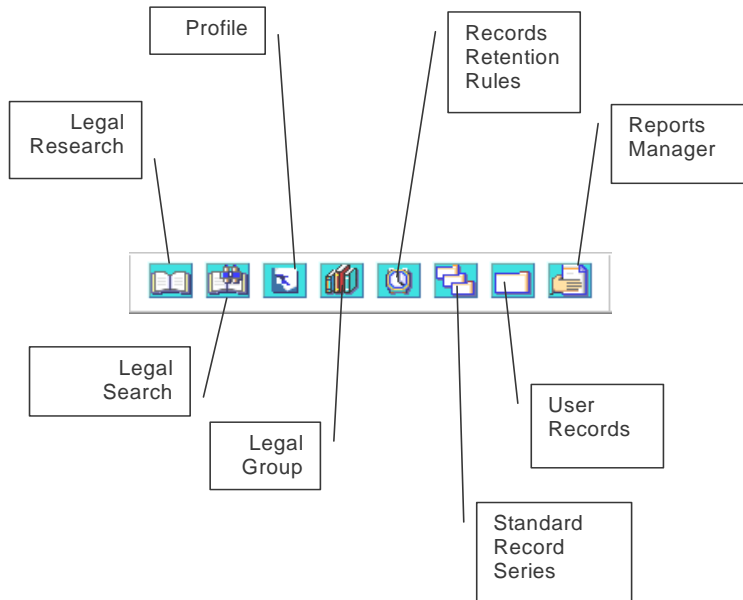 Profile
Records
Retention
Rules
Legal
Research
Reports
Manager
Legal
Search
User
Records
Legal
Group
Standard
Record
Series